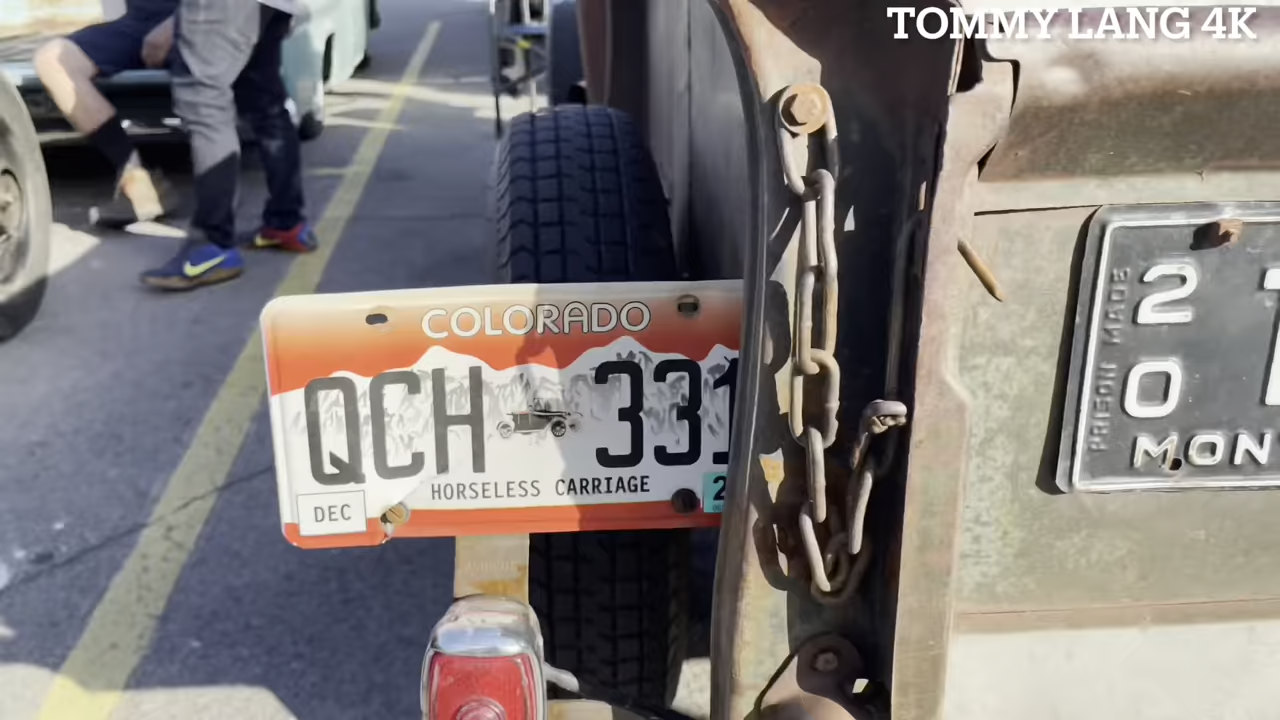 TOMMY LANG 4K
COLORADO
QCH 331
HORSELESS CARRIAGE
DEC
2
PRISON MADE
2
0
MON